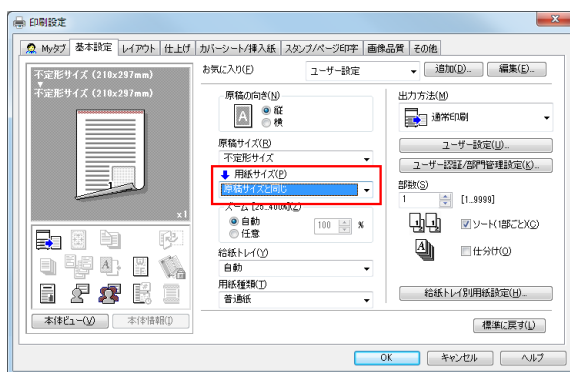 印刷設定
Myタブ 基本設定 レイアウト 仕上げ カバーシート/挿入紙 スタンプ/ページ印字 画像品質 その他
不定形サイズ (210x297mm)
不定形サイズ (210x297mm)
x1
本体ビュー(V) 本体情報(I)
お気に入り(F) ユーザー設定 追加(D)... 編集(E)...
原稿の向き(N)
A
縦
横
原稿サイズ(R)
不定形サイズ
用紙サイズ(P)
原稿サイズと同じ
ズーム [25..400%](Z)
自動
任意
100 %
給紙トレイ(Y)
自動
用紙種類(T)
普通紙
出力方法(M)
通常印刷
ユーザー設定(U)...
ユーザー認証/部門管理設定(K)...
部数(S)
1 [1..9999]
ソート(1部ごと)(C)
仕分け(O)
給紙トレイ別用紙設定(H)...
標準に戻す(L)
OK キャンセル ヘルプ